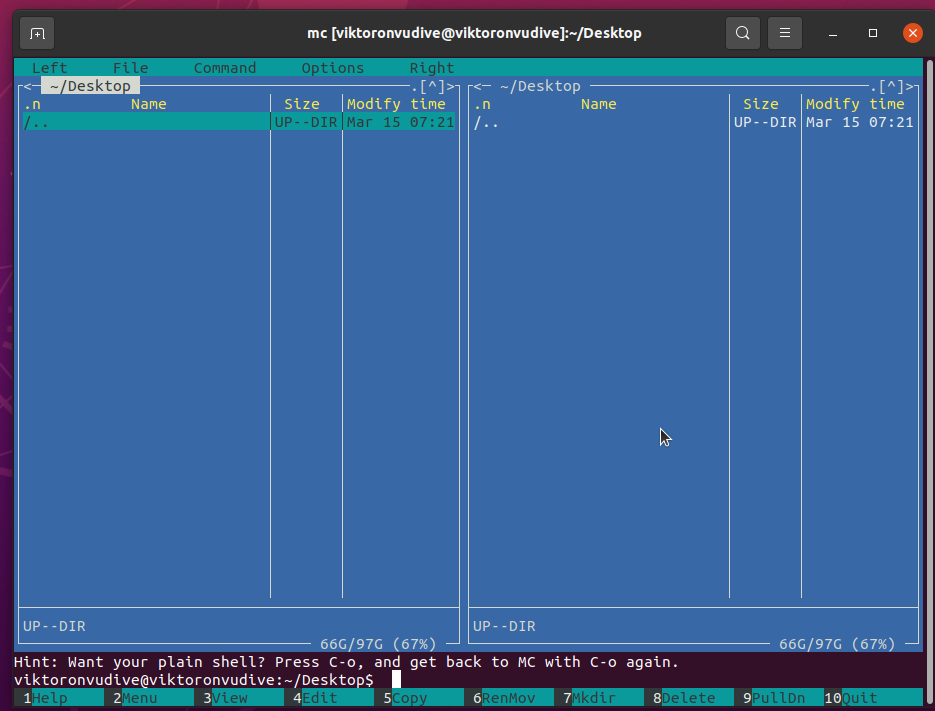 mc [viktoronvudive@viktoronvudive]:~/Desktop
Left File Command Options Right
<─ ~/Desktop .[^]> <─ ~/Desktop .[^]>
.n Name Size Modify time .n Name Size Modify time
/.. UP--DIR Mar 15 07:21 /.. UP--DIR Mar 15 07:21
UP--DIR UP--DIR
66G/97G (67%) 66G/97G (67%)
Hint: Want your plain shell? Press C-o, and get back to MC with C-o again.
viktoronvudive@viktoronvudive:~/Desktop$
1Help 2Menu 3View 4Edit 5Copy 6RenMov 7Mkdir 8Delete 9PullDn 10Quit